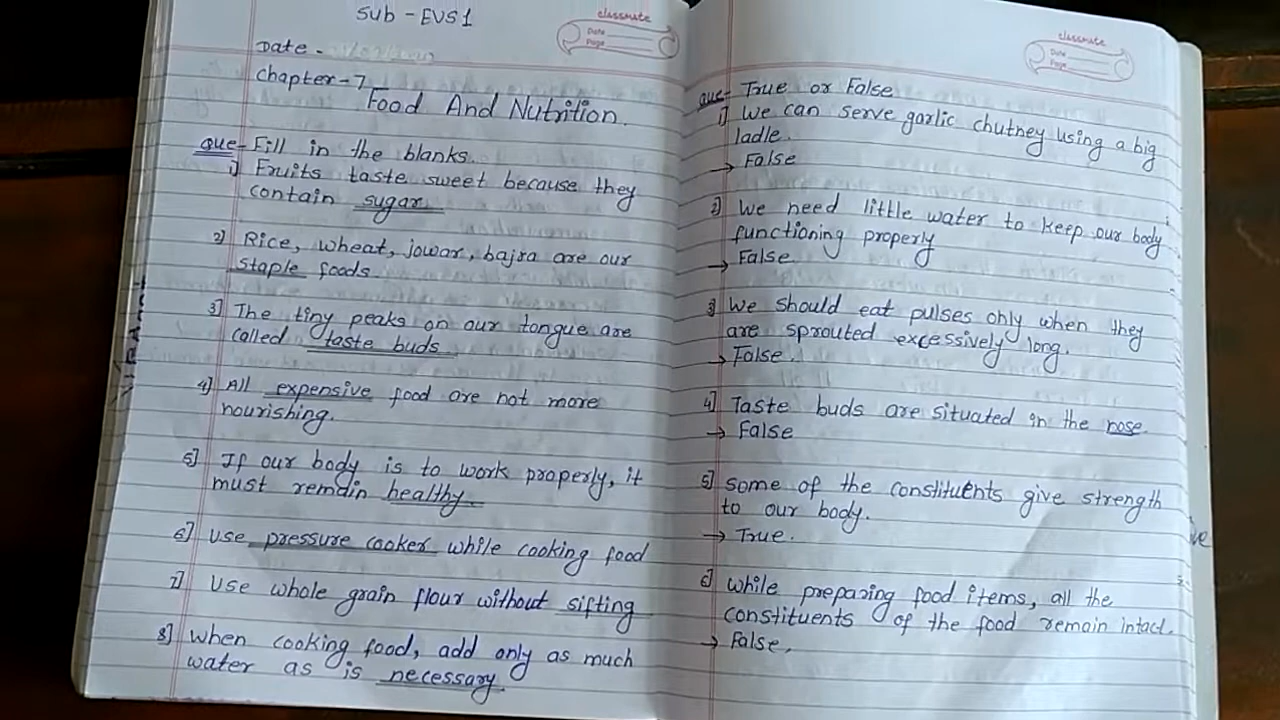 Sub - EVS 1
classmate
Date
Page
Date -
Chapter - 7
Food And Nutrition.
Que- Fill in the blanks.
1] Fruits taste sweet because they
contain sugar
2] Rice, wheat, jowar, bajra are our
staple foods
3] The tiny peaks on our tongue are
called taste buds
4] All expensive food are not more
nourishing.
5] If our body is to work properly, it
must remain healthy
6] Use pressure cooker while cooking food
7] Use whole grain flour without sifting
8] When cooking food, add only as much
water as is necessary
classmate
Date
Page
Que- True or False
1] We can serve garlic chutney using a big
ladle.
→ False
2] We need little water to keep our body
functioning properly
→ False
3] We should eat pulses only when they
are sprouted excessively long.
→ False.
4] Taste buds are situated in the nose.
→ False
5] Some of the constituents give strength
to our body.
→ True.
6] While preparing food items, all the
constituents of the food remain intact.
→ False.